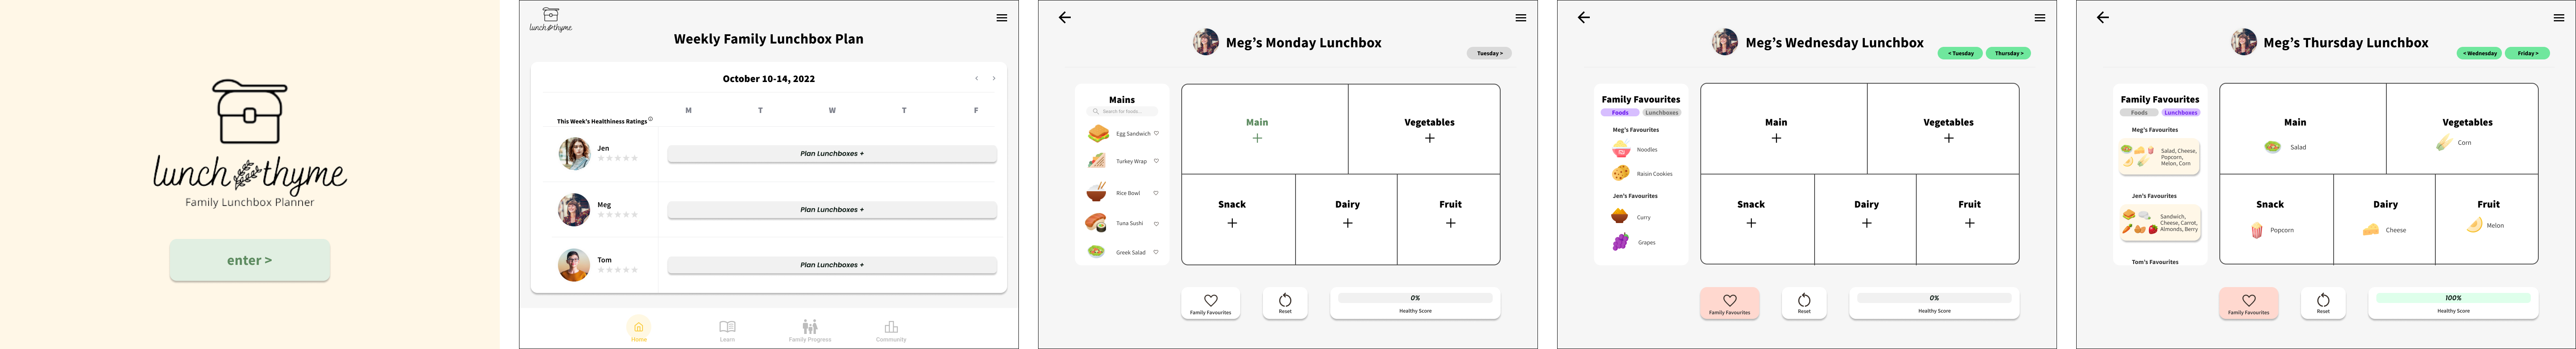 lunch thyme
Family Lunchbox Planner
enter >
lunch thyme
Weekly Family Lunchbox Plan
October 10-14, 2022
< >
M T W T F
This Week's Healthiness Ratings
Jen
Plan Lunchboxes +
Meg
Plan Lunchboxes +
Tom
Plan Lunchboxes +
Home Learn Family Progress Community
Meg's Monday Lunchbox
Tuesday >
Mains
Search for foods...
Egg Sandwich
Turkey Wrap
Rice Bowl
Tuna Sushi
Greek Salad
Main
+
Vegetables
+
Snack
+
Dairy
+
Fruit
+
Family Favourites
Reset
0%
Healthy Score
Meg's Wednesday Lunchbox
< Tuesday
Thursday >
Family Favourites
Foods Lunchboxes
Meg's Favourites
Noodles
Raisin Cookies
Jen's Favourites
Curry
Grapes
Main
+
Vegetables
+
Snack
+
Dairy
+
Fruit
+
Family Favourites
Reset
0%
Healthy Score
Meg's Thursday Lunchbox
< Wednesday
Friday >
Family Favourites
Foods Lunchboxes
Meg's Favourites
Salad, Cheese,
Popcorn,
Melon, Corn
Jen's Favourites
Sandwich,
Cheese, Carrot,
Almonds, Berry
Tom's Favourites
Main
Salad
Vegetables
Corn
Snack
Popcorn
Dairy
Cheese
Fruit
Melon
Family Favourites
Reset
100%
Healthy Score